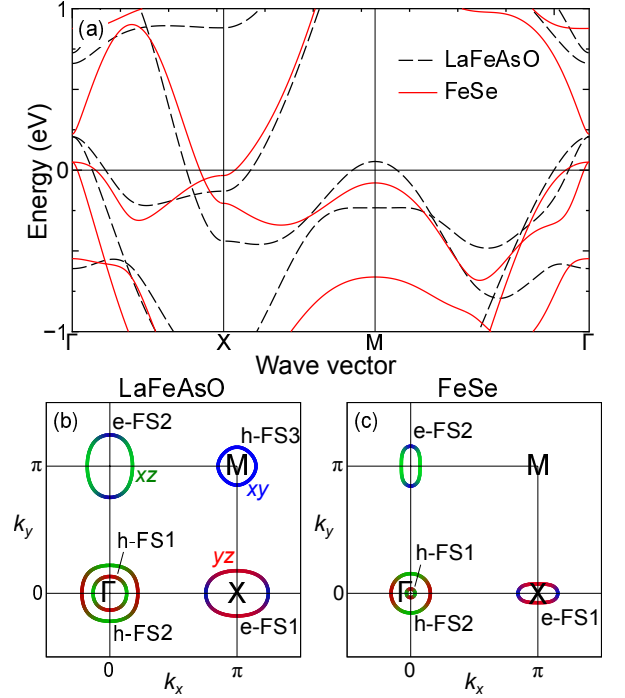 1
(a)
LaFeAsO
FeSe
Energy (eV)
0
−1
Γ
X
M
Γ
Wave vector
LaFeAsO
FeSe
(b)
e-FS2
h-FS3
π
xz
M
xy
ky
h-FS1
yz
0
Γ
X
h-FS2
e-FS1
0
π
kx
(c)
e-FS2
π
M
ky
h-FS1
0
Γ
X
h-FS2
e-FS1
0
π
kx